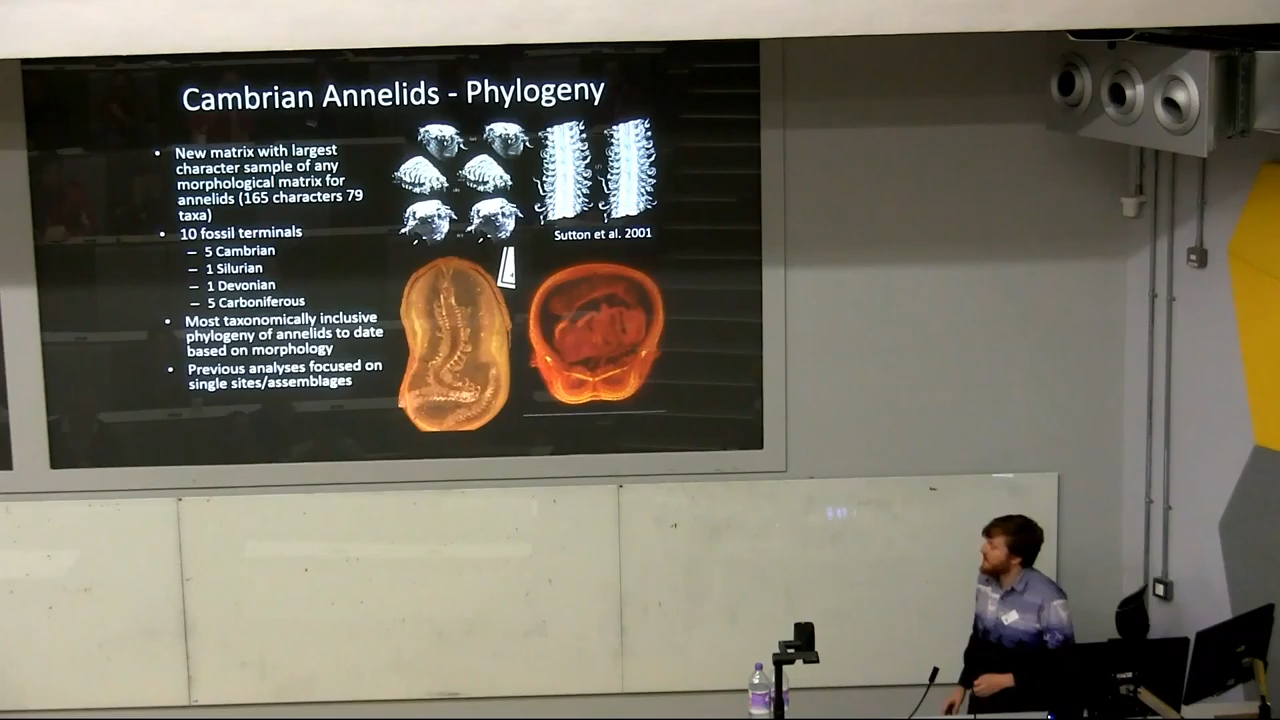 Cambrian Annelids - Phylogeny
• New matrix with largest
character sample of any
morphological matrix for
annelids (165 characters 79
taxa)
• 10 fossil terminals
– 5 Cambrian
– 1 Silurian
– 1 Devonian
– 5 Carboniferous
• Most taxonomically inclusive
phylogeny of annelids to date
based on morphology
• Previous analyses focused on
single sites/assemblages
Sutton et al. 2001